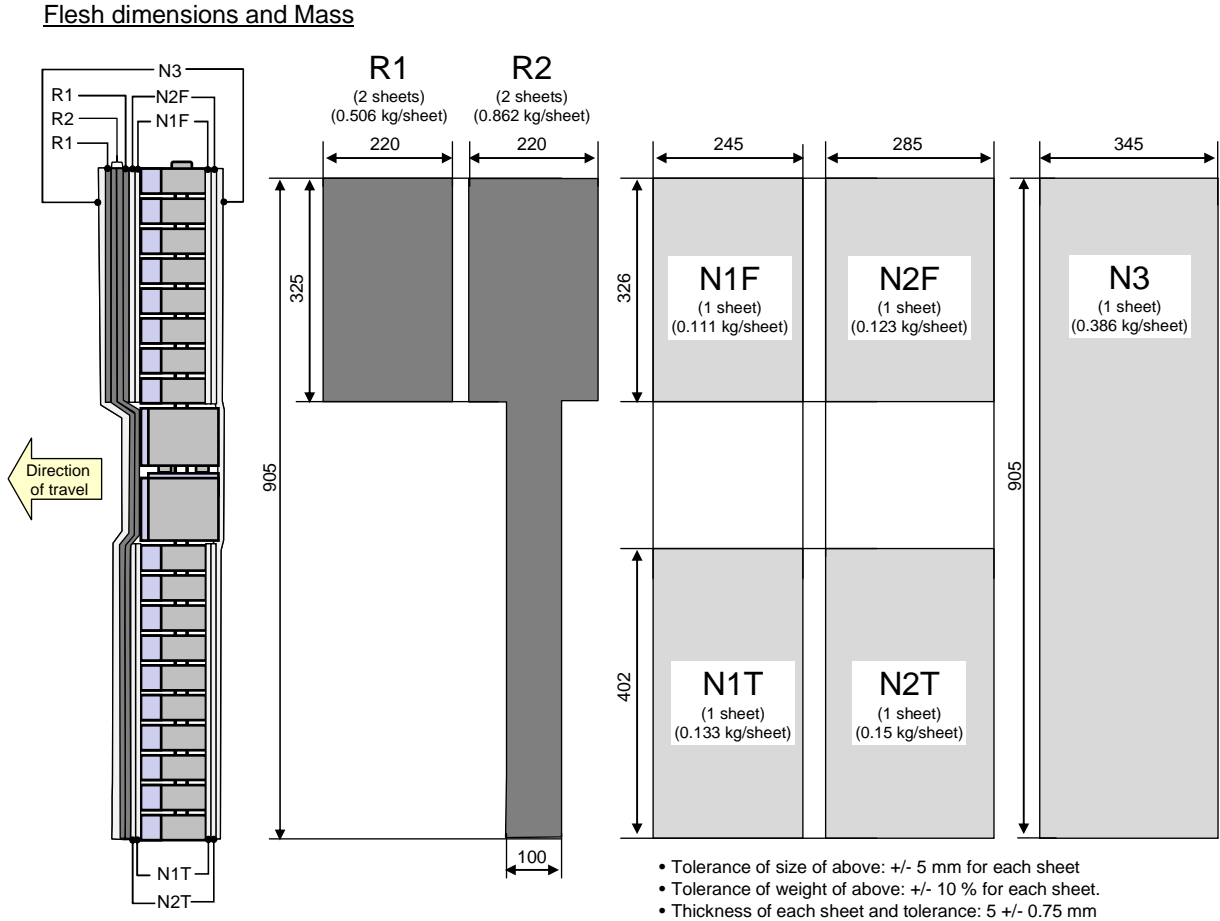 Flesh dimensions and Mass
N3
R1
N2F
R2
N1F
R1
Direction
of travel
N1T
N2T
R1
(2 sheets)
(0.506 kg/sheet)
220
325
905
R2
(2 sheets)
(0.862 kg/sheet)
220
100
245
285
345
326
N1F
(1 sheet)
(0.111 kg/sheet)
N2F
(1 sheet)
(0.123 kg/sheet)
N3
(1 sheet)
(0.386 kg/sheet)
905
402
N1T
(1 sheet)
(0.133 kg/sheet)
N2T
(1 sheet)
(0.15 kg/sheet)
• Tolerance of size of above: +/- 5 mm for each sheet
• Tolerance of weight of above: +/- 10 % for each sheet.
• Thickness of each sheet and tolerance: 5 +/- 0.75 mm